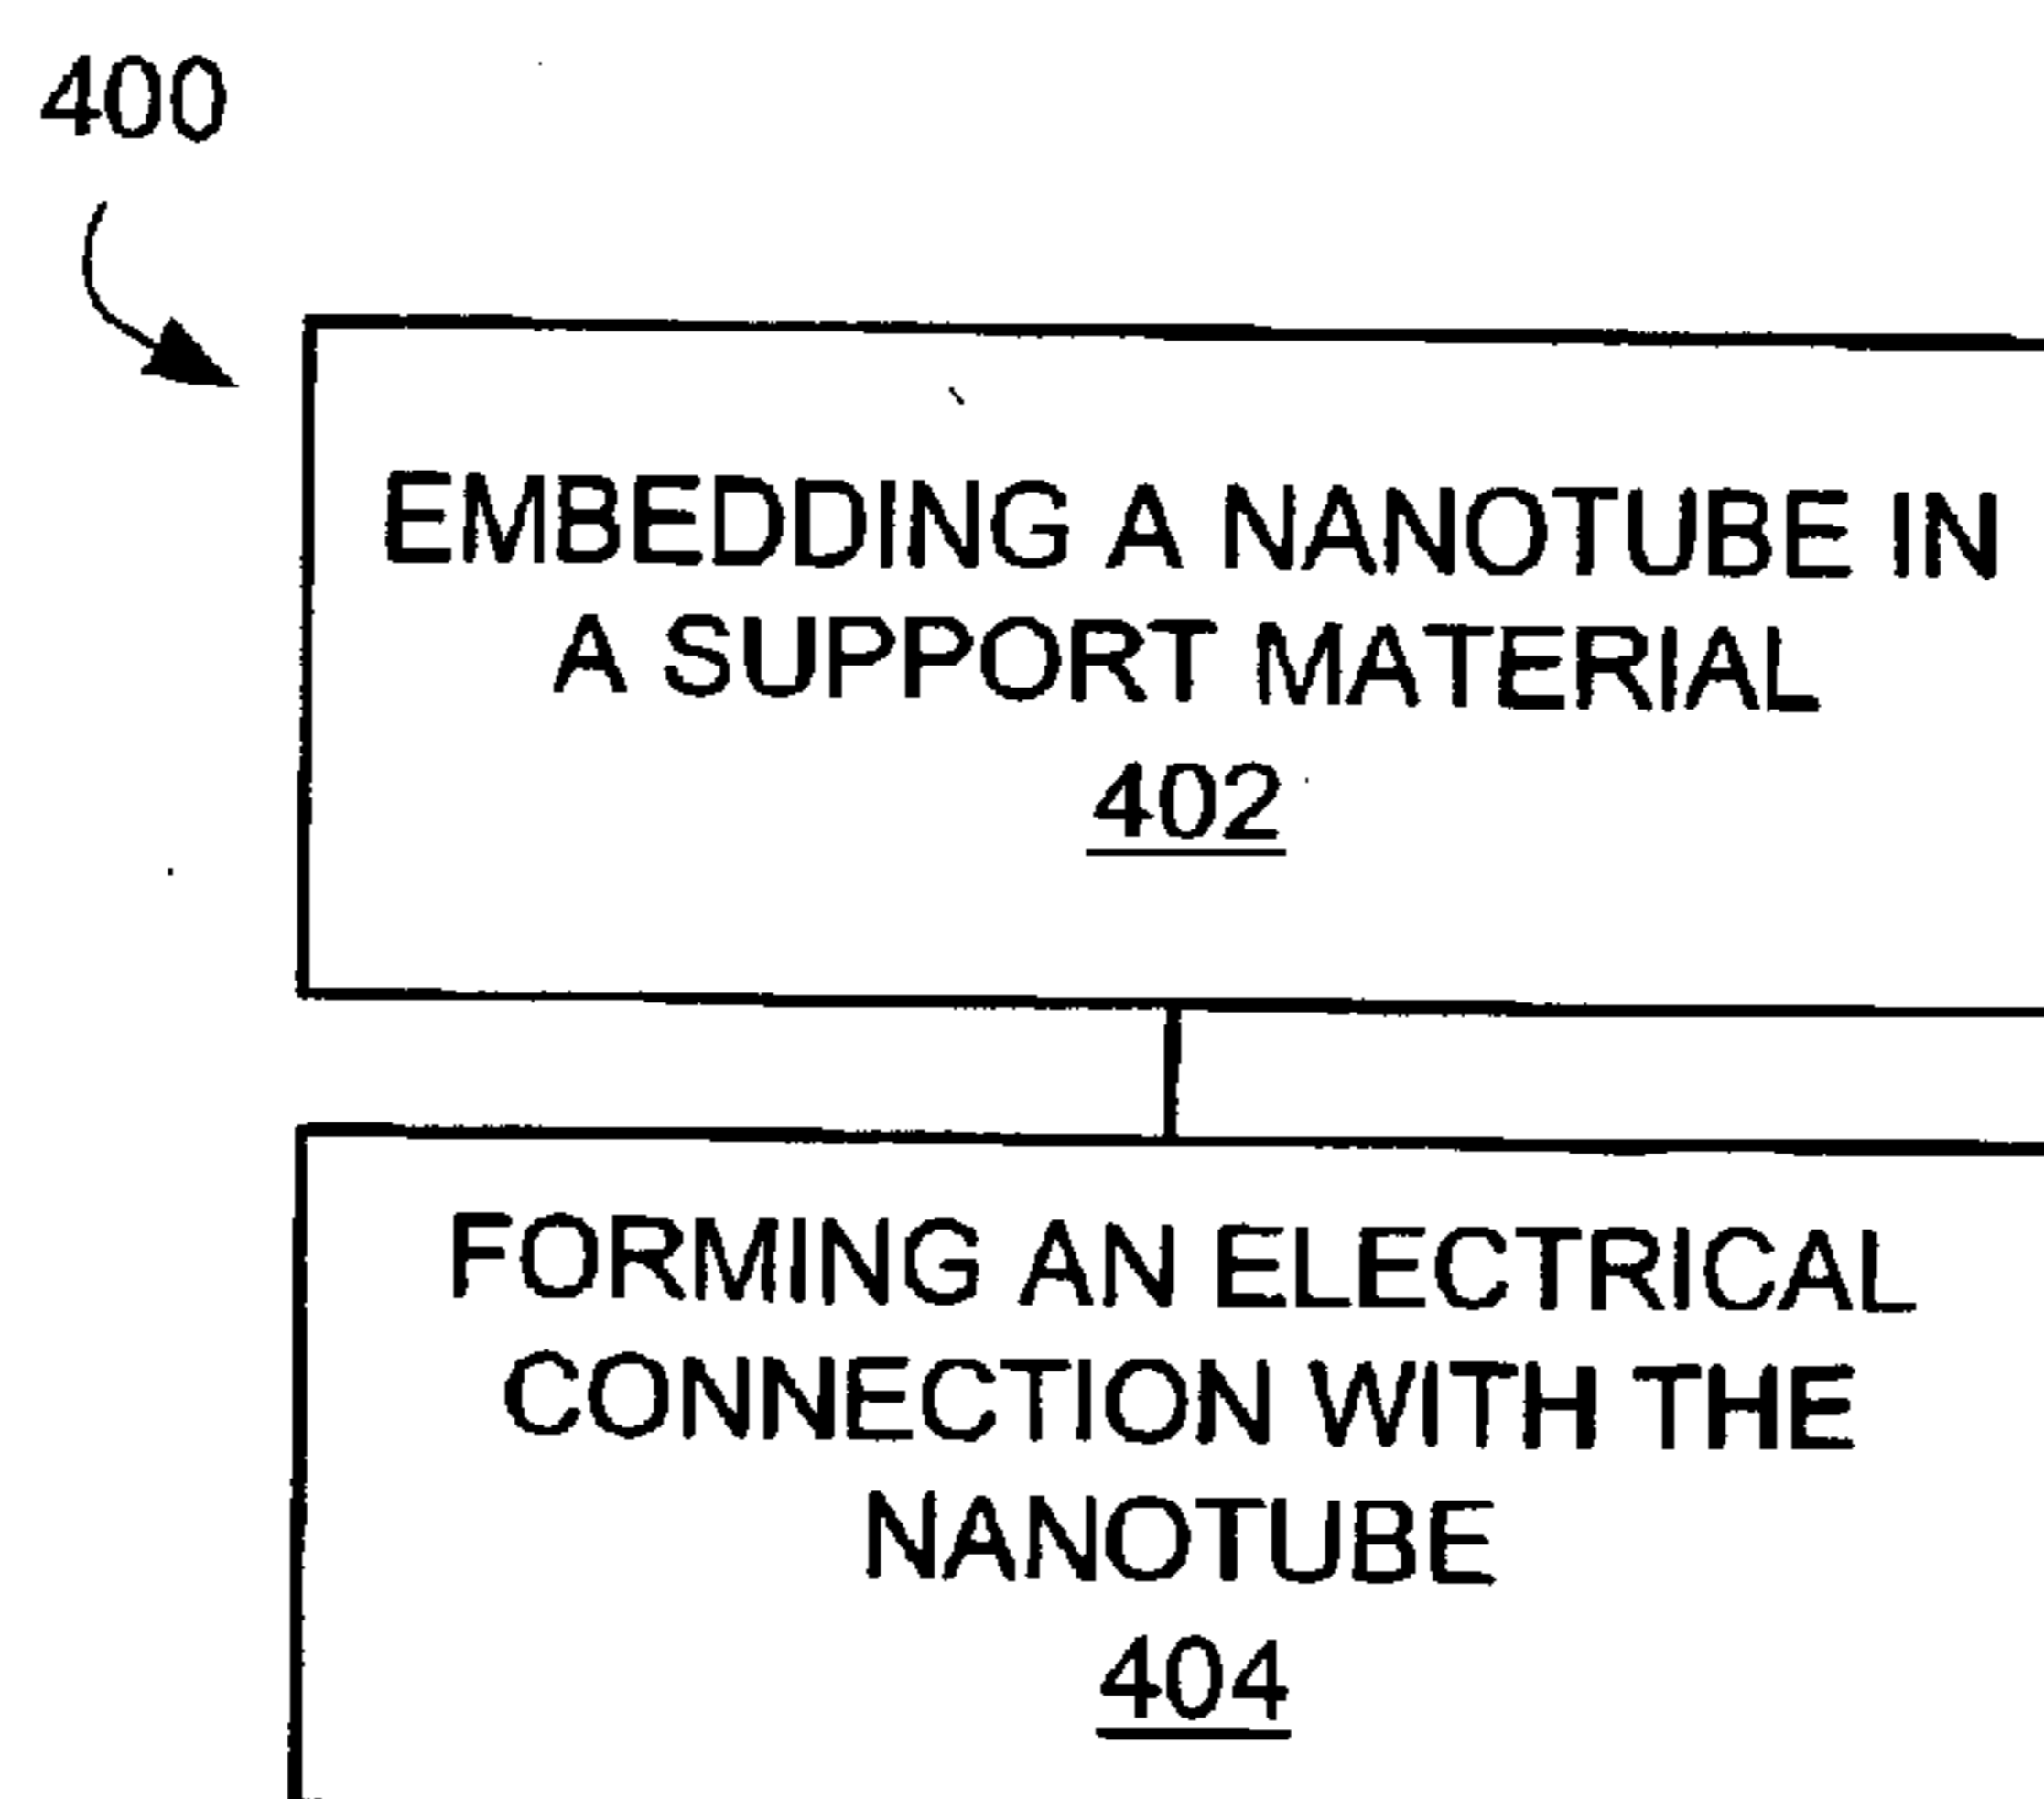 400
EMBEDDING A NANOTUBE IN
A SUPPORT MATERIAL
402
FORMING AN ELECTRICAL
CONNECTION WITH THE
NANOTUBE
404